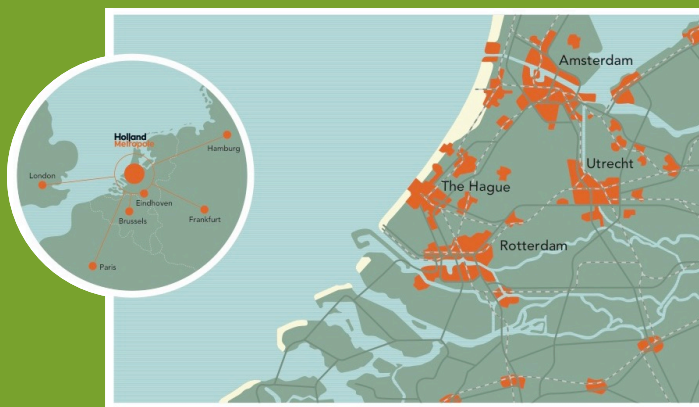 Amsterdam
Utrecht
The Hague
Rotterdam
Holland
Metropole
Hamburg
London
Eindhoven
Brussels
Frankfurt
Paris